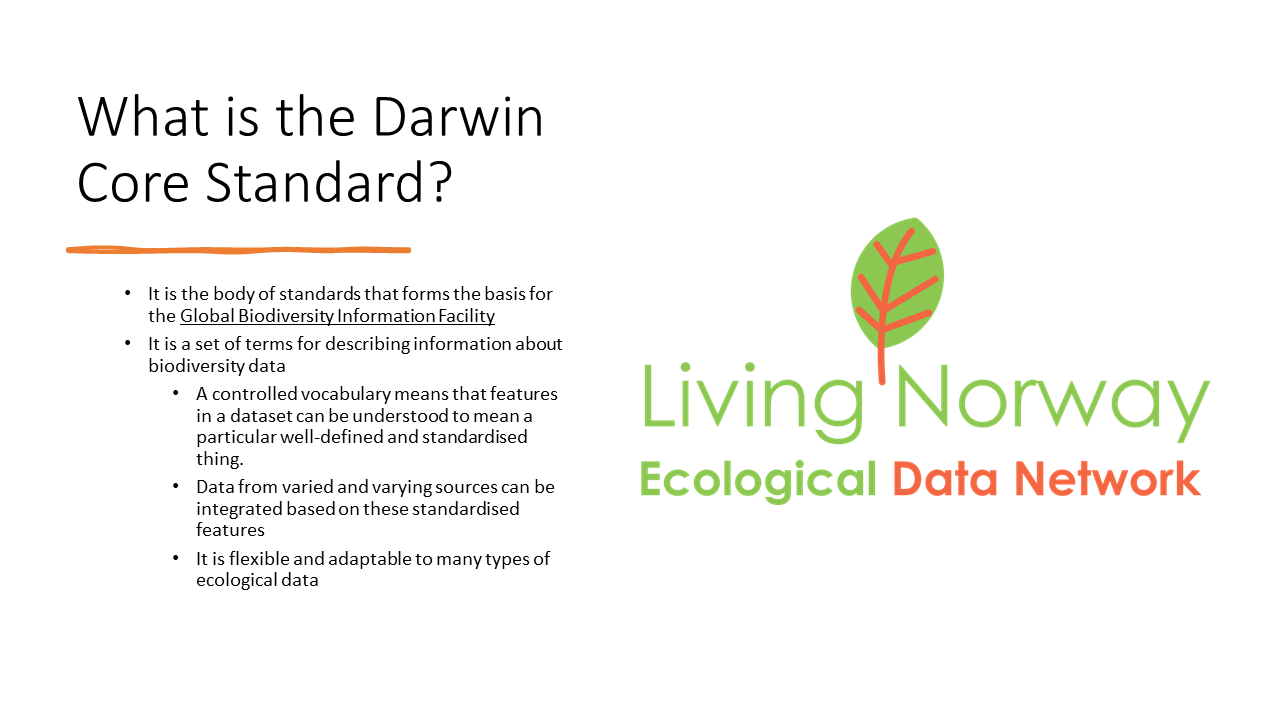 What is the Darwin
Core Standard?
• It is the body of standards that forms the basis for
the Global Biodiversity Information Facility
• It is a set of terms for describing information about
biodiversity data
• A controlled vocabulary means that features
in a dataset can be understood to mean a
particular well-defined and standardised
thing.
• Data from varied and varying sources can be
integrated based on these standardised
features
• It is flexible and adaptable to many types of
ecological data
Living Norway
Ecological Data Network